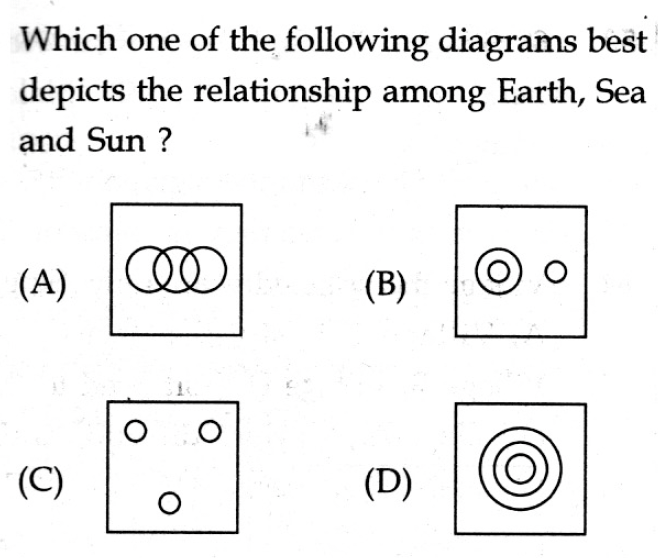 Which one of the following diagrams best
depicts the relationship among Earth, Sea
and Sun ?
(A)
(B)
(C)
(D)